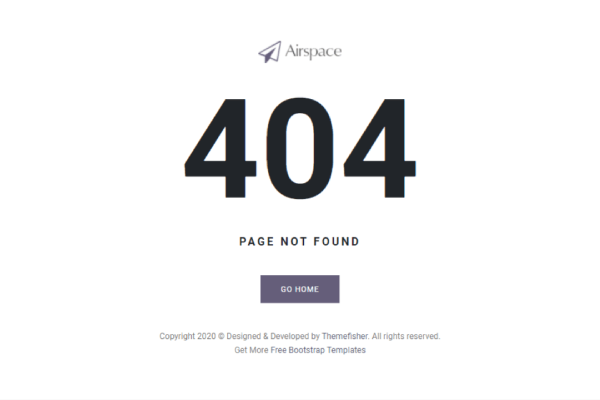 Airspace
404
PAGE NOT FOUND
GO HOME
Copyright 2020 © Designed & Developed by Themefisher. All rights reserved.
Get More Free Bootstrap Templates